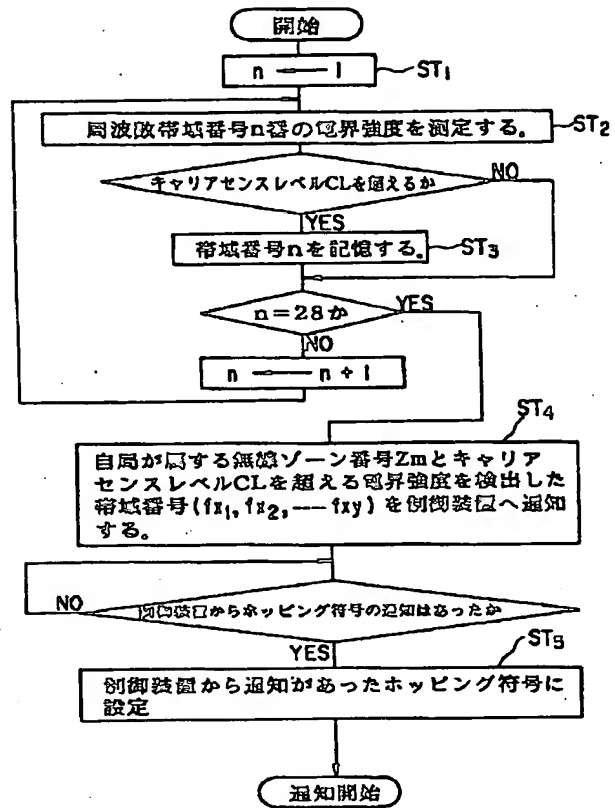 開始
n ← 1
ST1
周波数帯域番号n番の電界強度を測定する。
ST2
キャリアセンスレベルCLを超えるか
NO
YES
帯域番号nを記憶する。
ST3
n=28か
YES
NO
n ← n + 1
ST4
自局が属する無線ゾーン番号Zmとキャリア
センスレベルCLを超える電界強度を検出した
帯域番号(fx1, fx2, --- fxy)を制御装置へ通知
する。
NO
制御装置からホッピング符号の通知はあったか
YES
ST5
制御装置から通知があったホッピング符号に
設定
通知開始